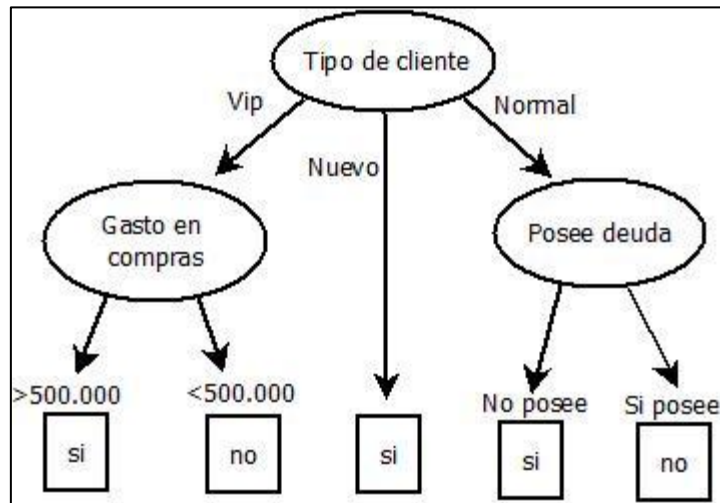 Tipo de cliente
Vip
Normal
Nuevo
Gasto en
compras
Posee deuda
>500.000
<500.000
No posee
Si posee
si
no
si
si
no